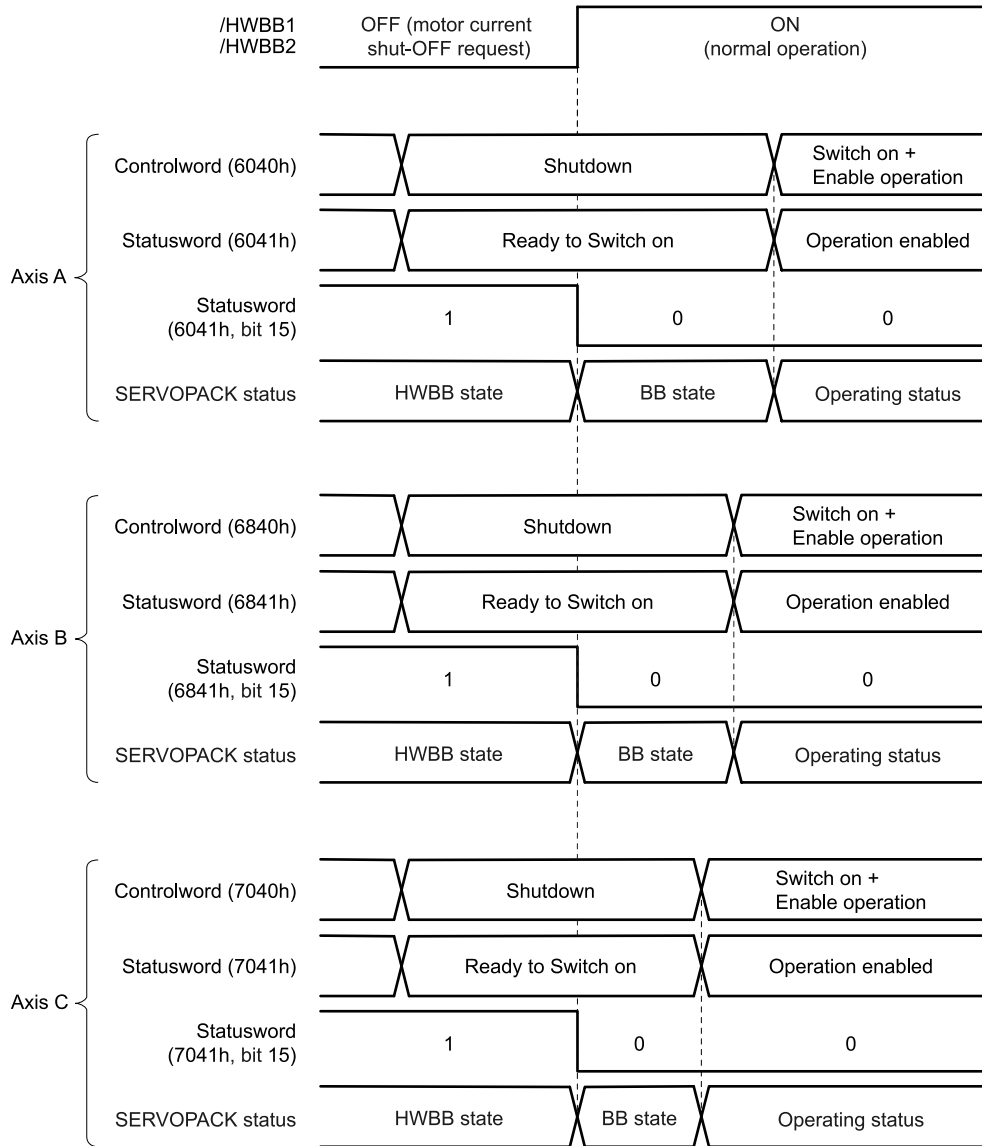 /HWBB1
/HWBB2
OFF (motor current
shut-OFF request)
ON
(normal operation)
Axis A
Controlword (6040h)
Shutdown
Switch on +
Enable operation
Statusword (6041h)
Ready to Switch on
Operation enabled
Statusword
(6041h, bit 15)
1
0
0
SERVOPACK status
HWBB state
BB state
Operating status
Axis B
Controlword (6840h)
Shutdown
Switch on +
Enable operation
Statusword (6841h)
Ready to Switch on
Operation enabled
Statusword
(6841h, bit 15)
1
0
0
SERVOPACK status
HWBB state
BB state
Operating status
Axis C
Controlword (7040h)
Shutdown
Switch on +
Enable operation
Statusword (7041h)
Ready to Switch on
Operation enabled
Statusword
(7041h, bit 15)
1
0
0
SERVOPACK status
HWBB state
BB state
Operating status